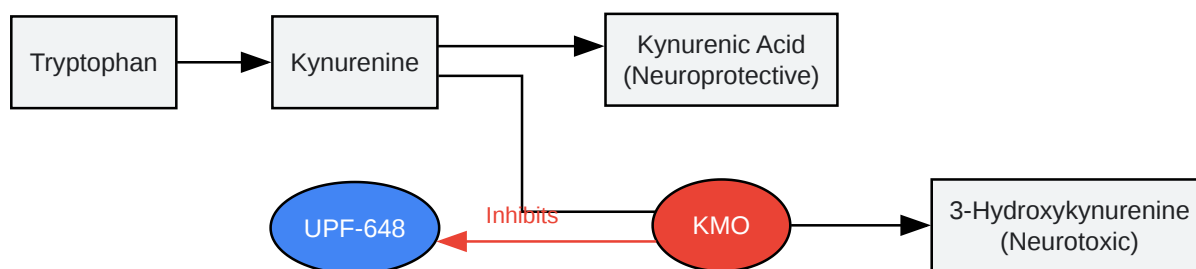 Tryptophan
Kynurenine
Kynurenic Acid
(Neuroprotective)
UPF-648
Inhibits
KMO
3-Hydroxykynurenine
(Neurotoxic)